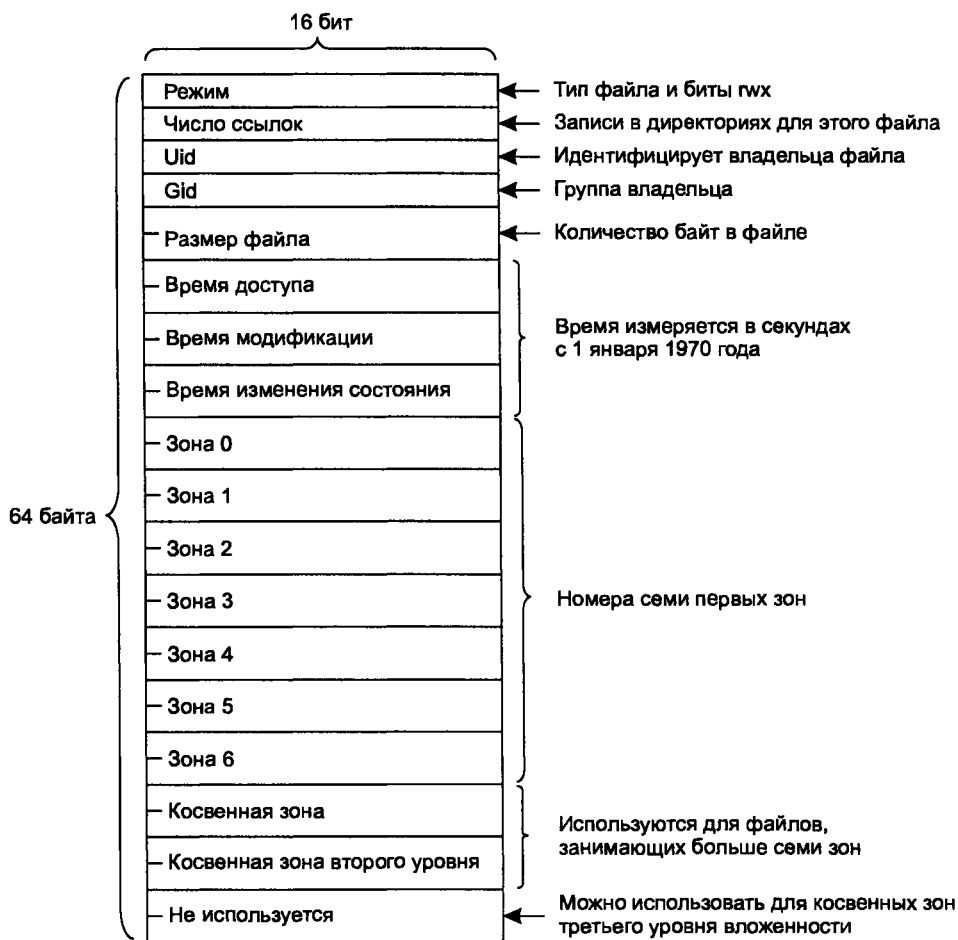 16 бит
Режим
Тип файла и биты rwx
Число ссылок
Записи в директориях для этого файла
Uid
Идентифицирует владельца файла
Gid
Группа владельца
Размер файла
Количество байт в файле
Время доступа
Время модификации
Время изменения состояния
Время измеряется в секундах
с 1 января 1970 года
64 байта
Зона 0
Зона 1
Зона 2
Зона 3
Зона 4
Зона 5
Зона 6
Номера семи первых зон
Косвенная зона
Косвенная зона второго уровня
Используются для файлов,
занимающих больше семи зон
Не используется
Можно использовать для косвенных зон
третьего уровня вложенности